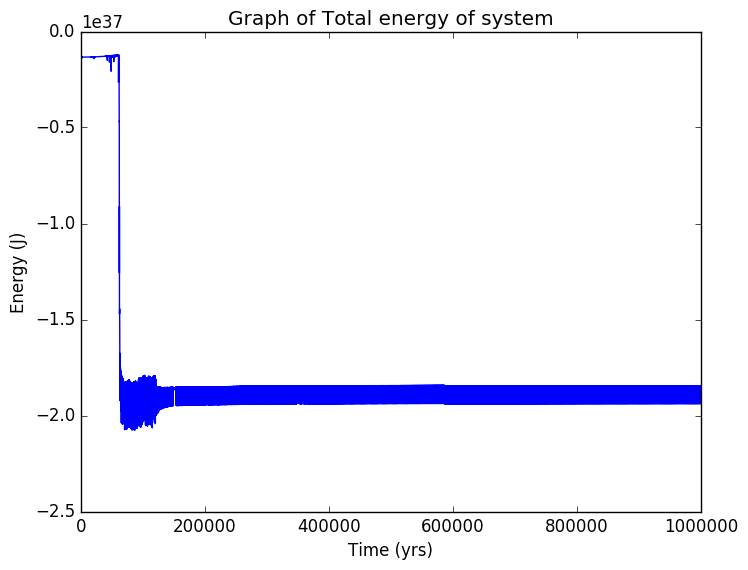 Graph of Total energy of system
1e37
0.0
−0.5
−1.0
−1.5
−2.0
−2.5
Energy (J)
0 200000 400000 600000 800000 1000000
Time (yrs)